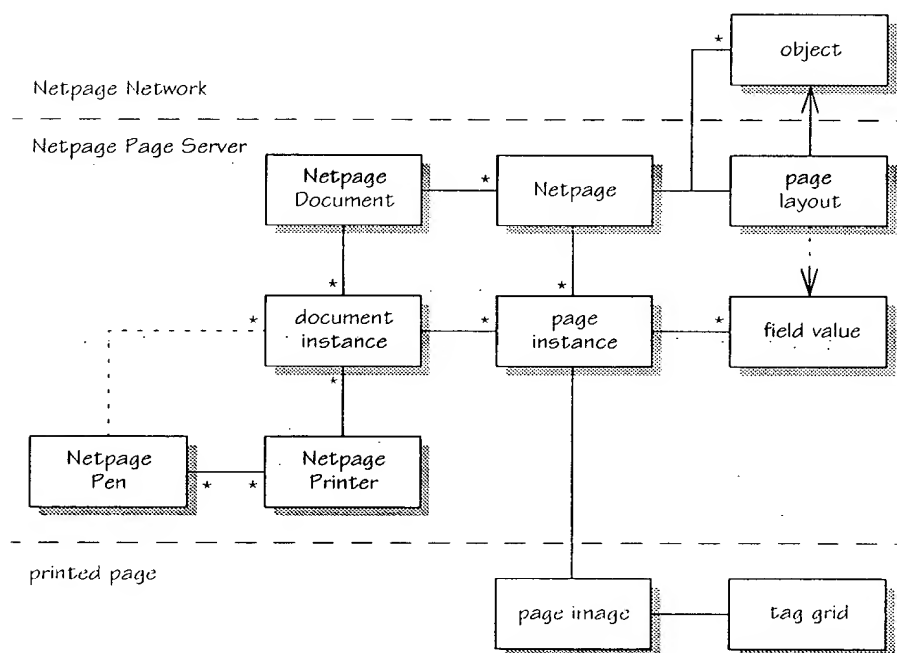 *
object
Netpage Network
Netpage Page Server
Netpage
Document
*
Netpage
page
layout
*
*
*
document
instance
*
page
instance
*
field value
*
Netpage
Pen
*
*
Netpage
Printer
printed page
page image
tag grid